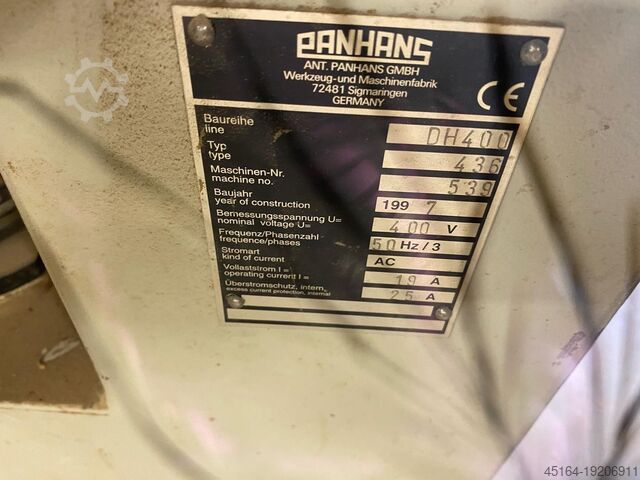 PANHANS
ANT. PANHANS GMBH
Werkzeug-und Maschinenfabrik
72481 Sigmaringen
GERMANY
CE
Baureihe
line
DH400
Typ
type
436
Maschinen-Nr.
machine no.
539
Baujahr
year of construction
199 7
Bemessungsspannung U=
nominal voltage U=
400 V
Frequenz/Phasenzahl
frequence/phases
50 Hz / 3
Stromart
kind of current
AC
Vollaststrom I =
operating current I =
19 A
Überstromschutz, intern
excess current protection, internal
25 A
45164-19206911